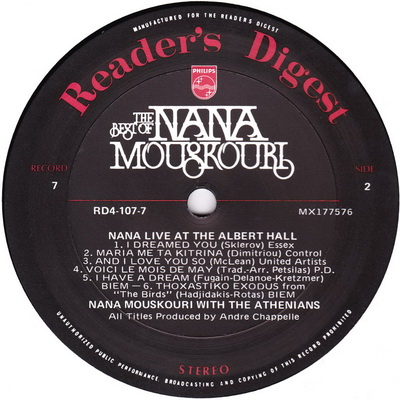 MANUFACTURED FOR THE READERS DIGEST
Reader's Digest
PHILIPS
THE
BEST OF NANA
MOUSKOURI
RECORD
7
SIDE
2
RD4-107-7
MX177576
NANA LIVE AT THE ALBERT HALL
1. I DREAMED YOU (Sklerov) Essex
2. MARIA ME TA KITRINA (Dimitriou) Control
3. AND I LOVE YOU SO (McLean) United Artists
4. VOICI LE MOIS DE MAY (Trad.-Arr. Petsilas) P.D.
5. I HAVE A DREAM (Fugain-Delanoe-Kretzmer)
BIEM — 6. THOXASTIKO EXODUS from
"The Birds" (Hadjidakis-Rotas) BIEM
NANA MOUSKOURI WITH THE ATHENIANS
All Titles Produced by Andre Chappelle
STEREO
UNAUTHORIZED PUBLIC PERFORMANCE, BROADCASTING AND COPYING OF THIS RECORD PROHIBITED